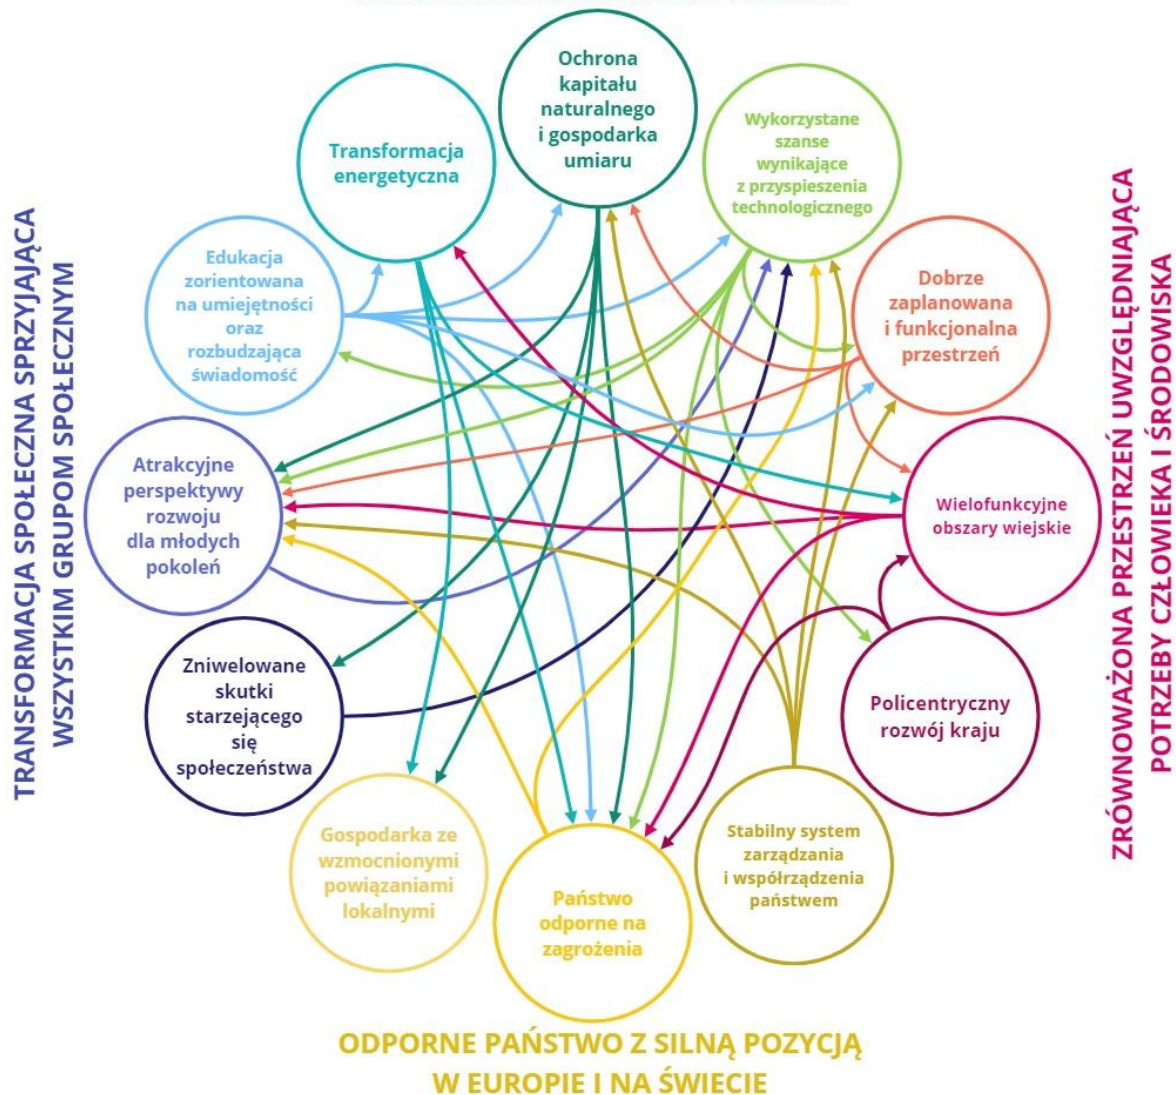 Ochrona
kapitału
naturalnego
i gospodarka
umiaru
Transformacja
energetyczna
Wykorzystane
szanse
wynikające
z przyspieszenia
technologicznego
Edukacja
zorientowana
na umiejętności
oraz
rozbudzająca
świadomość
Dobrze
zaplanowana
i funkcjonalna
przestrzeń
Atrakcyjne
perspektywy
rozwoju
dla młodych
pokoleń
Wielofunkcyjne
obszary wiejskie
Zniwelowane
skutki
starzejącego
się
społeczeństwa
Policentryczny
rozwój kraju
Gospodarka ze
wzmocnionymi
powiązaniami
lokalnymi
Państwo
odporne na
zagrożenia
Stabilny system
zarządzania
i współrządzenia
państwem
TRANSFORMACJA SPOŁECZNA SPRZYJAJĄCA
WSZYSTKIM GRUPOM SPOŁECZNYM
ZRÓWNOWAŻONA PRZESTRZEŃ UWZGLĘDNIAJĄCA
POTRZEBY CZŁOWIEKA I ŚRODOWISKA
ODPORNE PAŃSTWO Z SILNĄ POZYCJĄ
W EUROPIE I NA ŚWIECIE